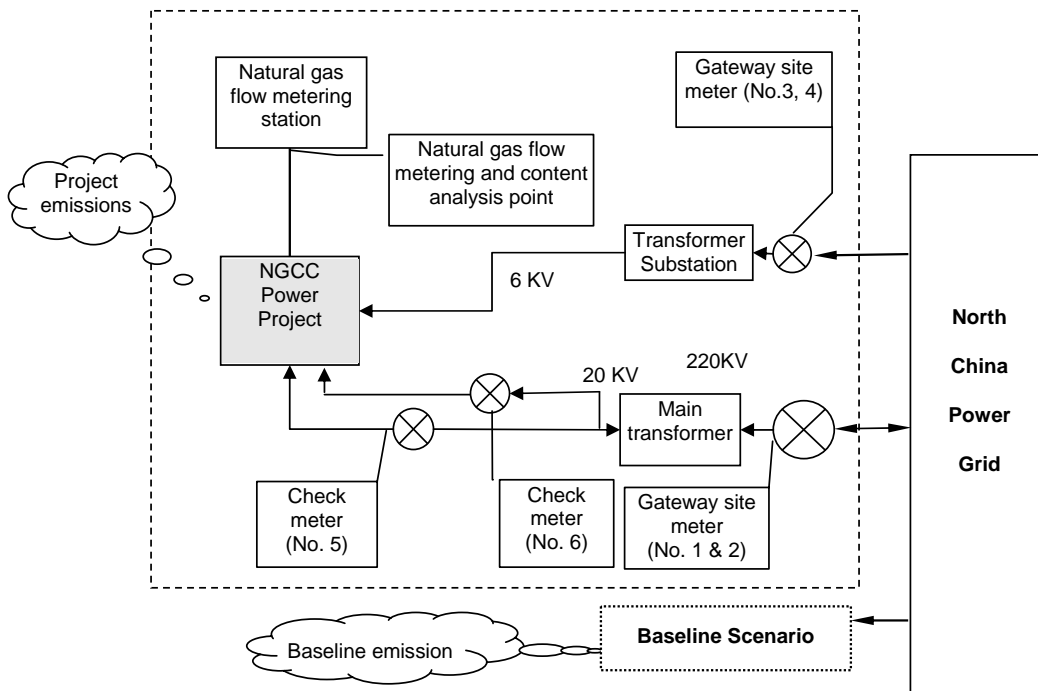 Natural gas
flow metering
station
Gateway site
meter (No.3, 4)
Natural gas flow
metering and content
analysis point
Project
emissions
Transformer
Substation
NGCC
Power
Project
6 KV
North
China
Power
Grid
220KV
20 KV
Main
transformer
Check
meter
(No. 5)
Check
meter
(No. 6)
Gateway site
meter
(No. 1 & 2)
Baseline Scenario
Baseline emission